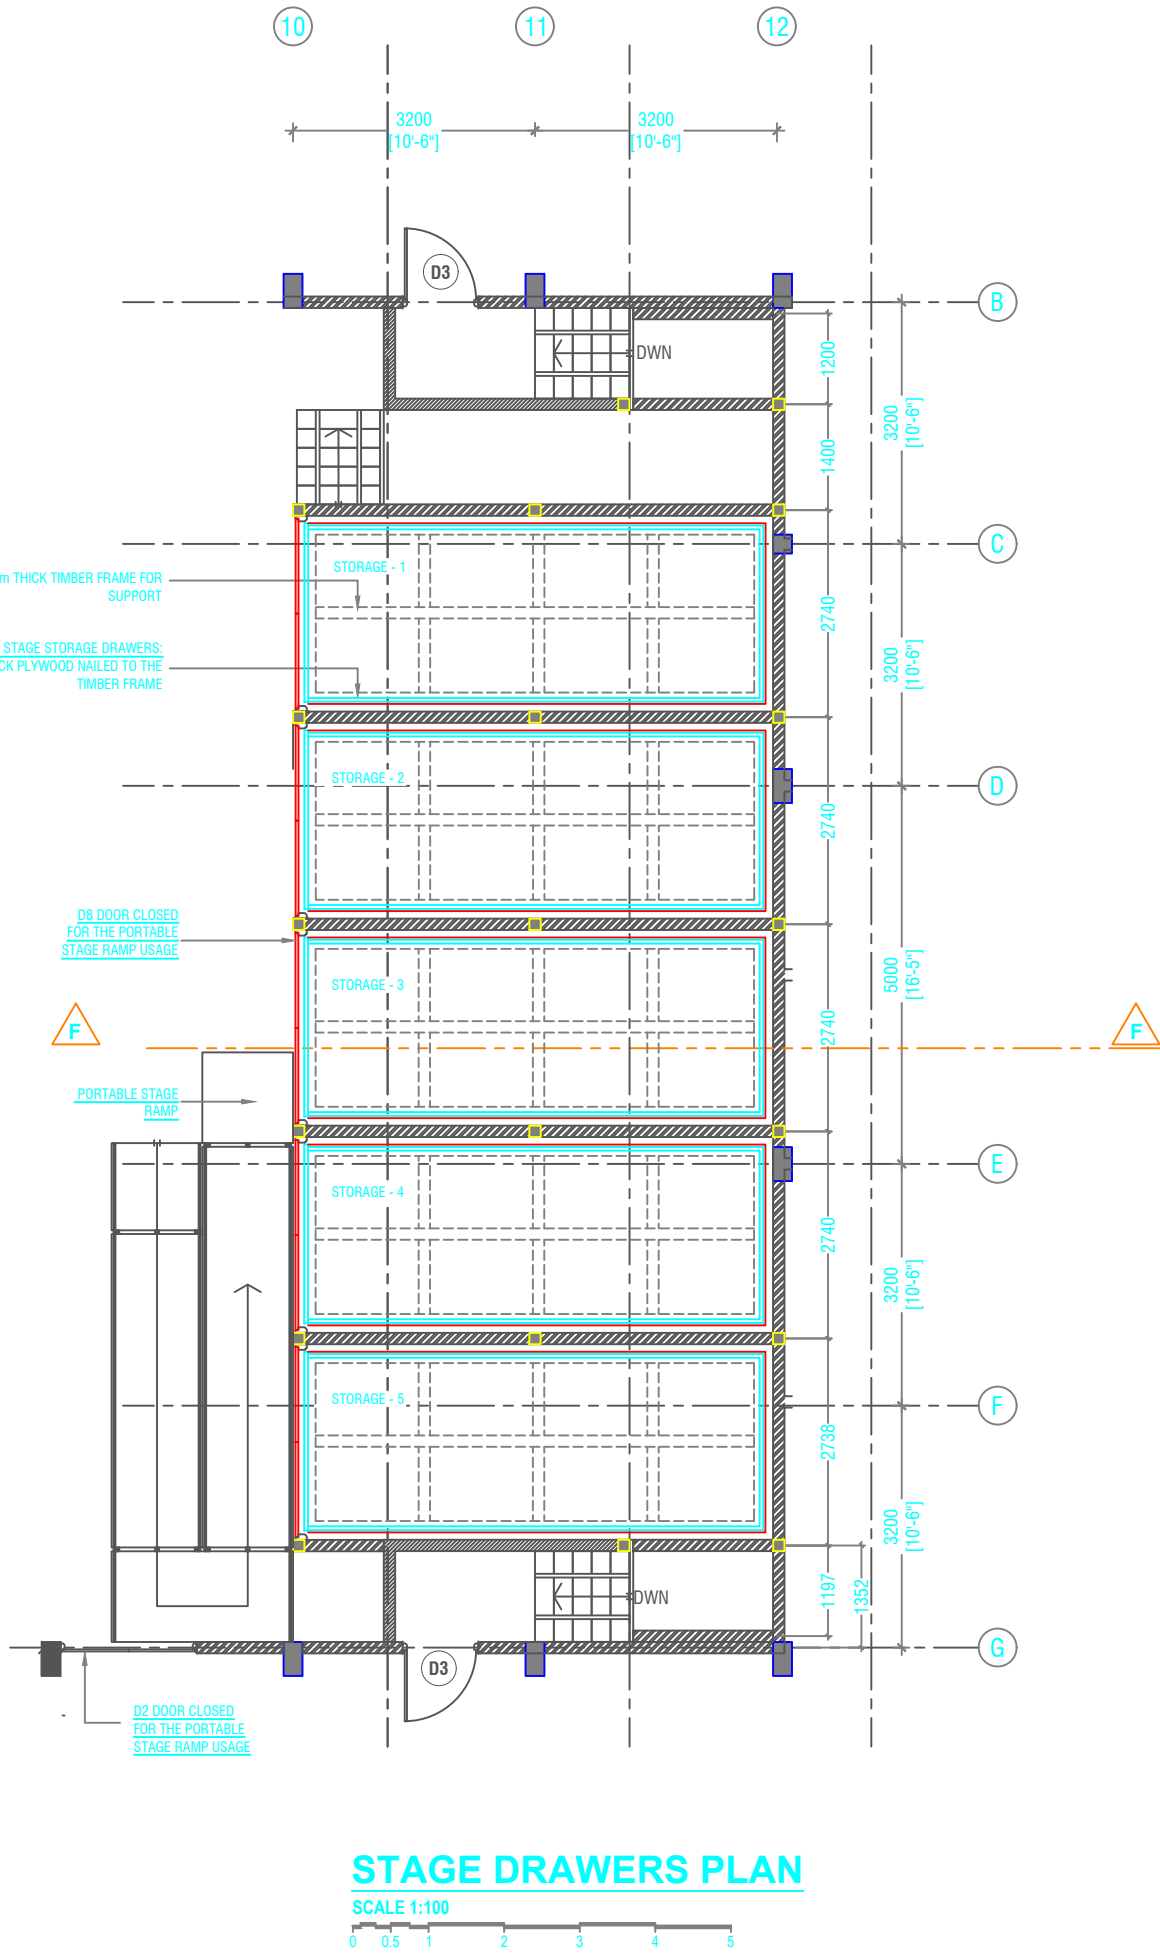 10
11
12
3200
[10'-6"]
3200
[10'-6"]
D3
B
DWN
1200
3200
[10'-6"]
1400
C
STORAGE - 1
THICK TIMBER FRAME FOR
SUPPORT
2740
STAGE STORAGE DRAWERS:
PLYWOOD NAILED TO THE
TIMBER FRAME
3200
[10'-6"]
STORAGE - 2
D
2740
D8 DOOR CLOSED
FOR THE PORTABLE
STAGE RAMP USAGE
STORAGE - 3
5000
[16'-5"]
F
F
2740
PORTABLE STAGE
RAMP
E
STORAGE - 4
2740
3200
[10'-6"]
STORAGE - 5
F
2738
3200
[10'-6"]
DWN
1197
1352
G
D3
D2 DOOR CLOSED
FOR THE PORTABLE
STAGE RAMP USAGE
STAGE DRAWERS PLAN
SCALE 1:100
0 0.5 1 2 3 4 5